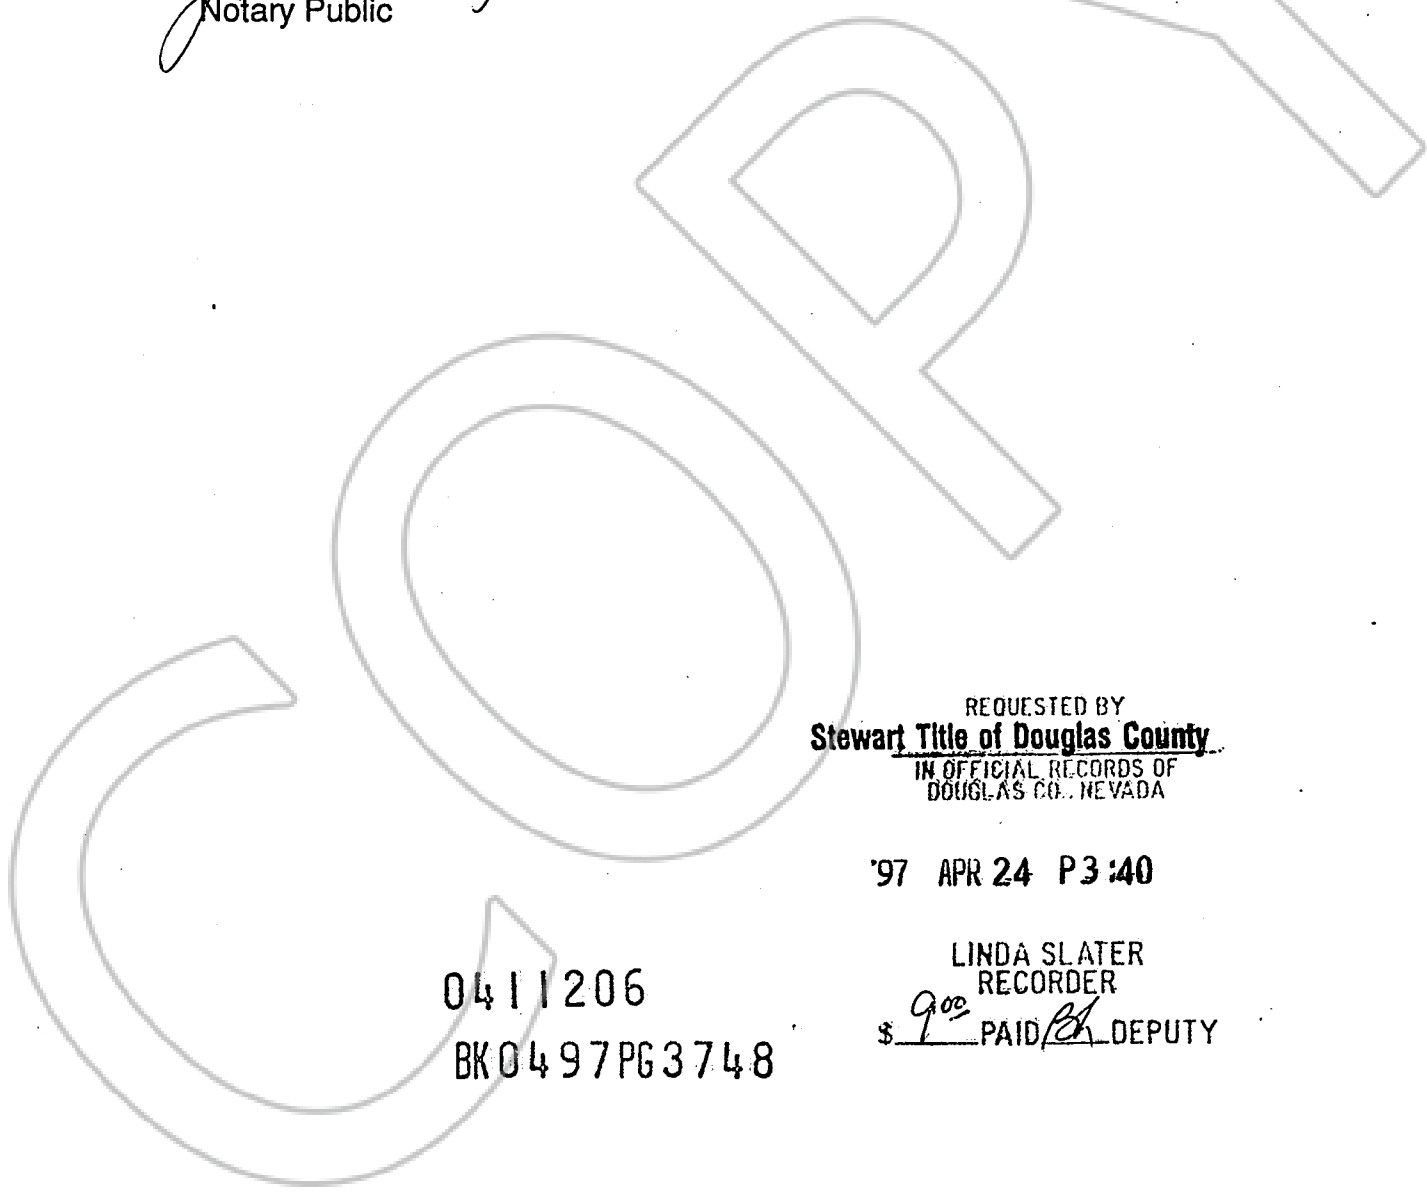 Notary Public
COPY
REQUESTED BY
Stewart Title of Douglas County
IN OFFICIAL RECORDS OF
DOUGLAS CO., NEVADA
'97 APR 24 P3:40
LINDA SLATER
RECORDER
$ 9.00 PAID BL DEPUTY
0411206
BK0497PG3748